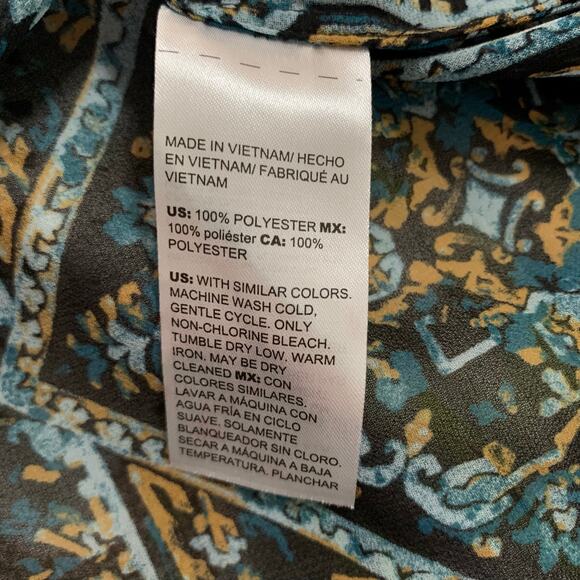 MADE IN VIETNAM/ HECHO
EN VIETNAM/ FABRIQUÉ AU
VIETNAM
US: 100% POLYESTER MX:
100% poliéster CA: 100%
POLYESTER
US: WITH SIMILAR COLORS.
MACHINE WASH COLD,
GENTLE CYCLE. ONLY
NON-CHLORINE BLEACH.
TUMBLE DRY LOW. WARM
IRON. MAY BE DRY
CLEANED MX: CON
COLORES SIMILARES.
LAVAR A MÁQUINA CON
AGUA FRÍA EN CICLO
SUAVE, SOLAMENTE
BLANQUEADOR SIN CLORO.
SECAR A MÁQUINA A BAJA
TEMPERATURA. PLANCHAR